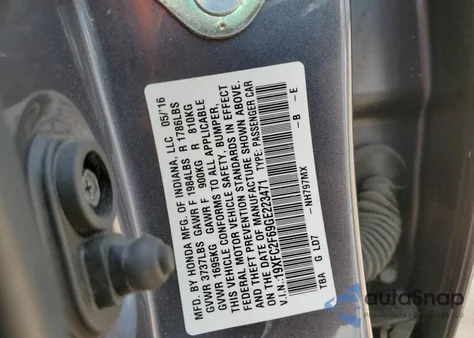 MFD. BY HONDA MFG. OF INDIANA, LLC 05/'16
GVWR 3737LBS GAWR F 1984LBS R 1786LBS
GVWR 1695KG GAWR F 900KG R 810KG
THIS VEHICLE CONFORMS TO ALL APPLICABLE
FEDERAL MOTOR VEHICLE SAFETY, BUMPER,
THEFT PREVENTION STANDARDS IN EFFECT
ON THE DATE OF MANUFACTURE SHOWN ABOVE.
V.I.N. 19XFC2F69GE223471 TYPE: PASSENGER CAR
NH797MX -B -E
TBA G LD7
autoSnap